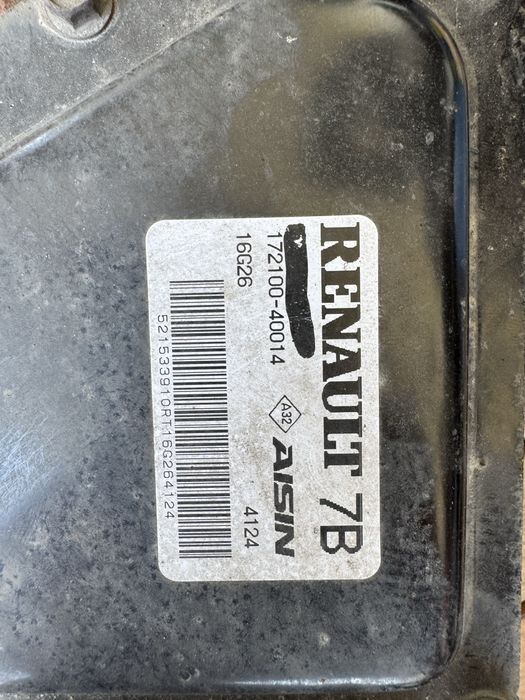 RENAULT 7B
172100-40014
A32
AISIN
16G26
4124
521533910RT16G264124